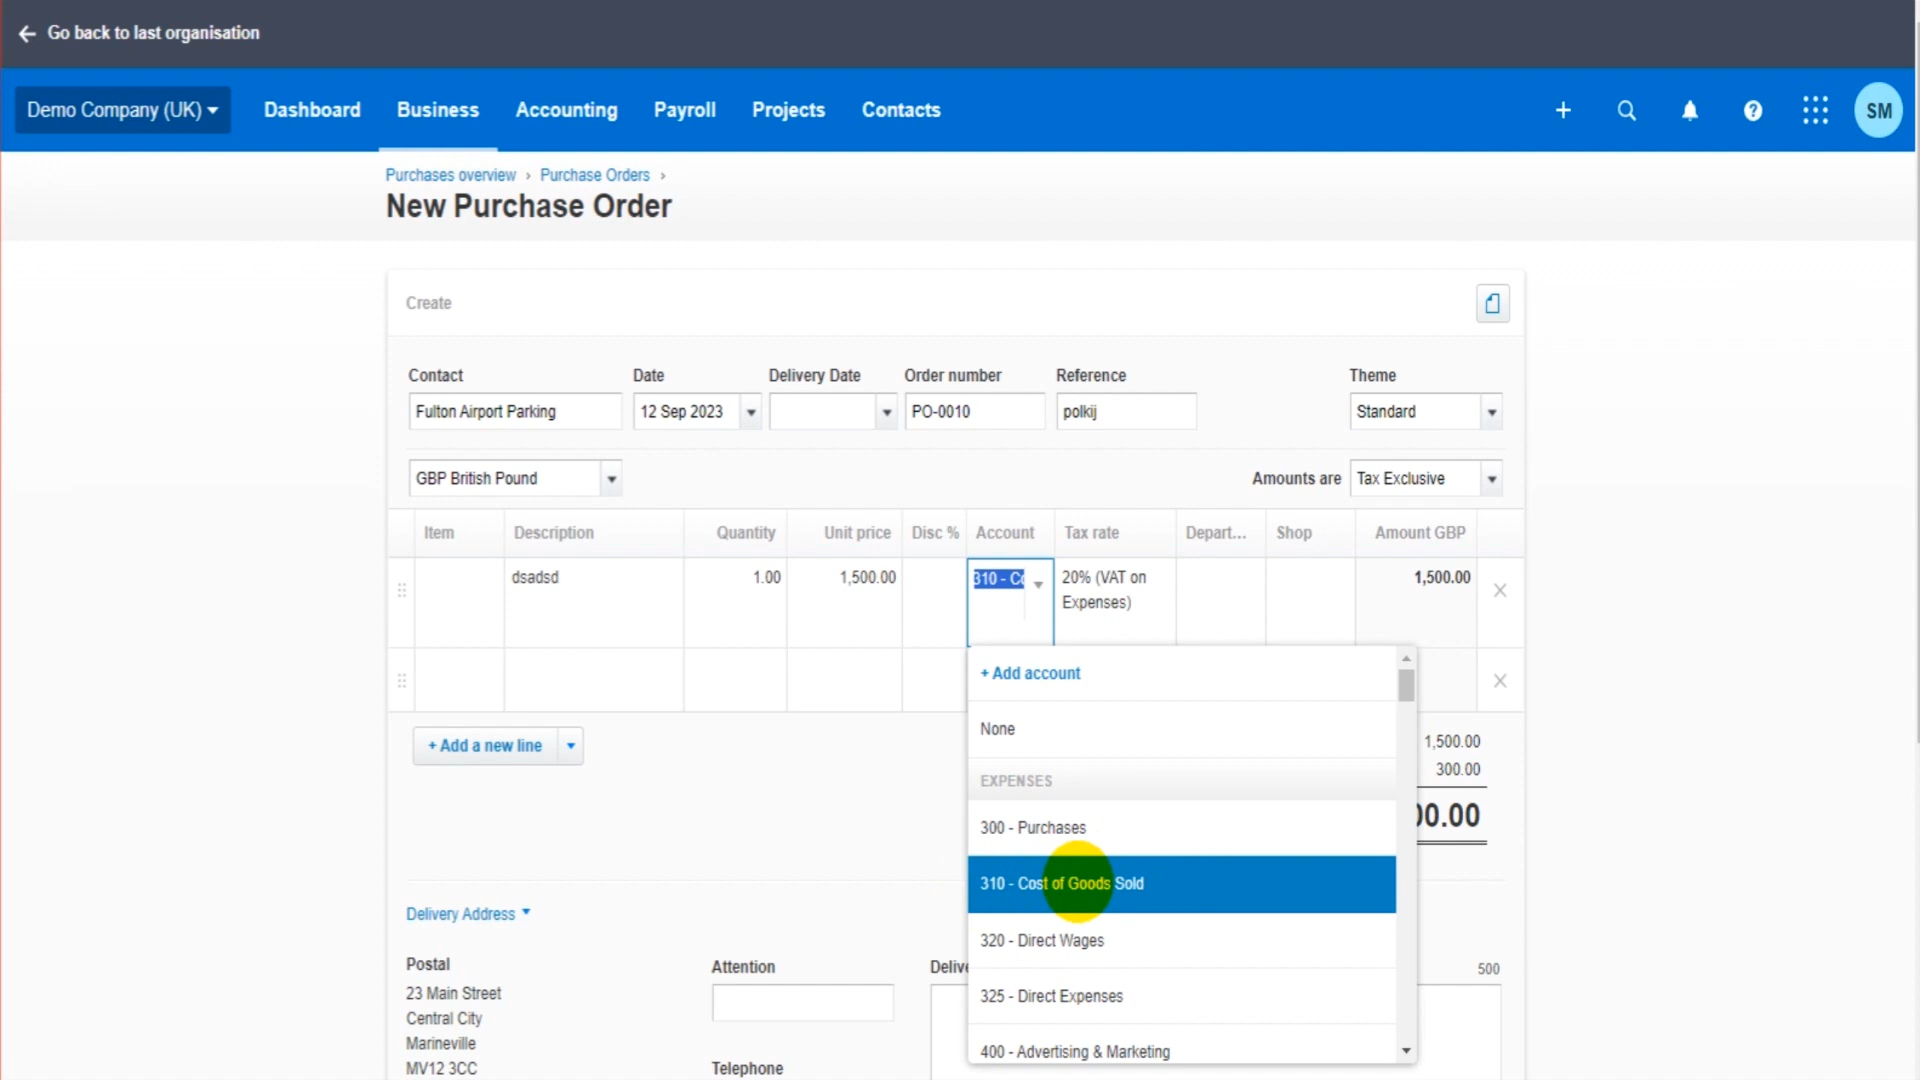 Go back to last organisation
Demo Company (UK) Dashboard Business Accounting Payroll Projects Contacts SM
Purchases overview › Purchase Orders ›
New Purchase Order
Create
Contact Date Delivery Date Order number Reference Theme
Fulton Airport Parking 12 Sep 2023 PO-0010 polkij Standard
GBP British Pound Amounts are Tax Exclusive
Item Description Quantity Unit price Disc % Account Tax rate Depart... Shop Amount GBP
dsadsd 1.00 1,500.00 310 - Co 20% (VAT on 1,500.00
Expenses)
+ Add account
None
+ Add a new line 1,500.00
300.00
EXPENSES
00.00
300 - Purchases
310 - Cost of Goods Sold
Delivery Address
320 - Direct Wages
Postal Attention 500
23 Main Street
325 - Direct Expenses
Central City
Marineville
400 - Advertising & Marketing
MV12 3CC Telephone